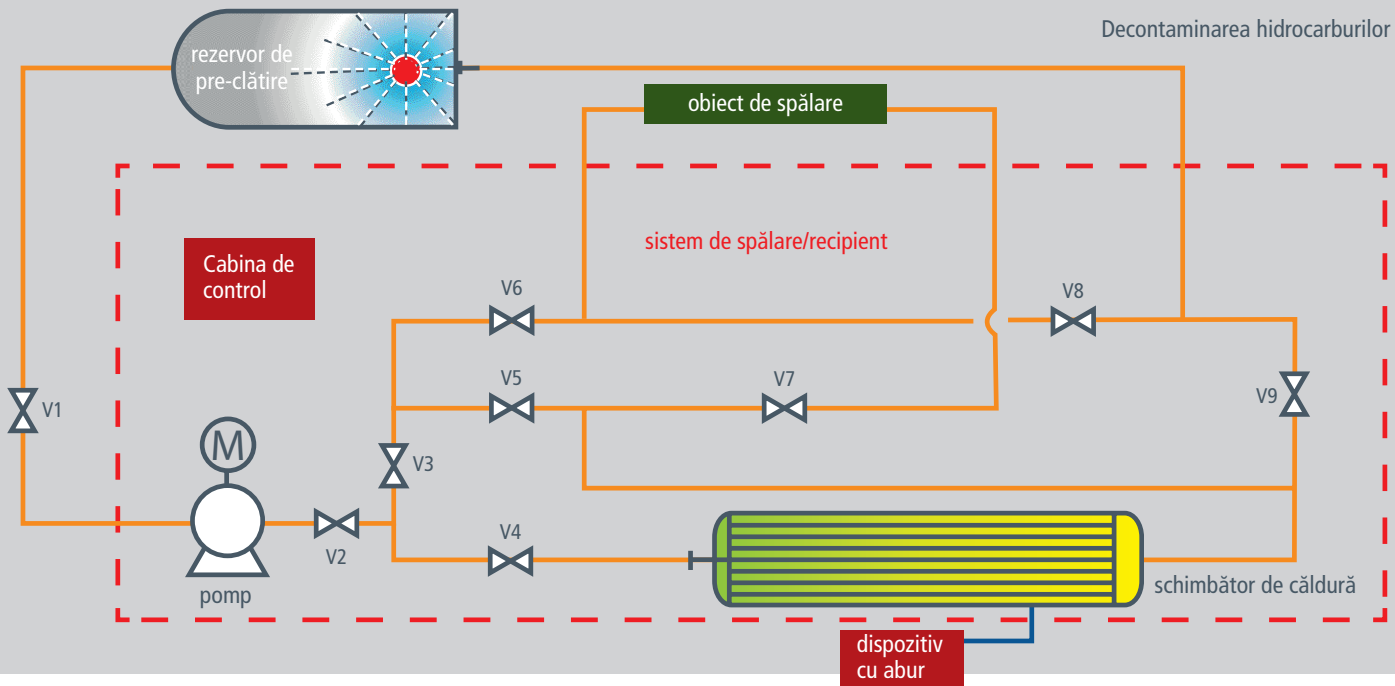 Decontaminarea hidrocarburilor
rezervor de
pre-clătire
obiect de spălare
sistem de spălare/recipient
Cabina de
control
V6
V8
V5
V7
V1
V9
M
V3
V4
V2
pomp
schimbător de căldură
dispozitiv
cu abur